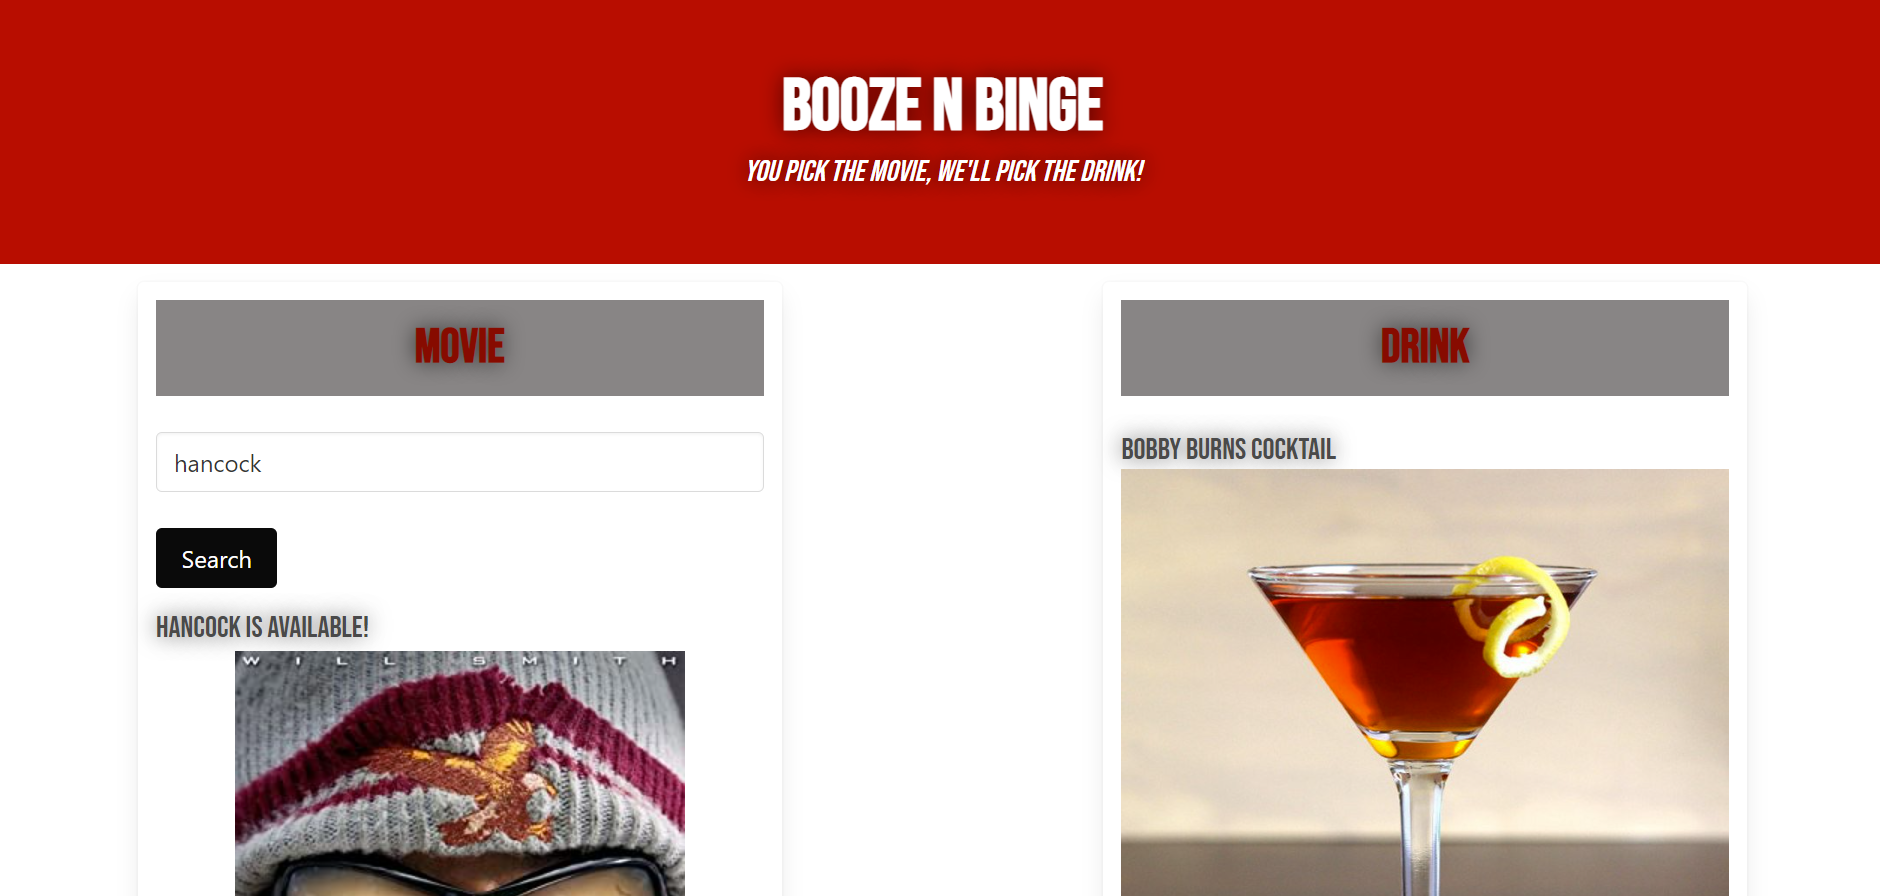 BOOZE N BINGE
YOU PICK THE MOVIE, WE'LL PICK THE DRINK!
MOVIE
hancock
Search
HANCOCK IS AVAILABLE!
WILL SMITH
DRINK
BOBBY BURNS COCKTAIL